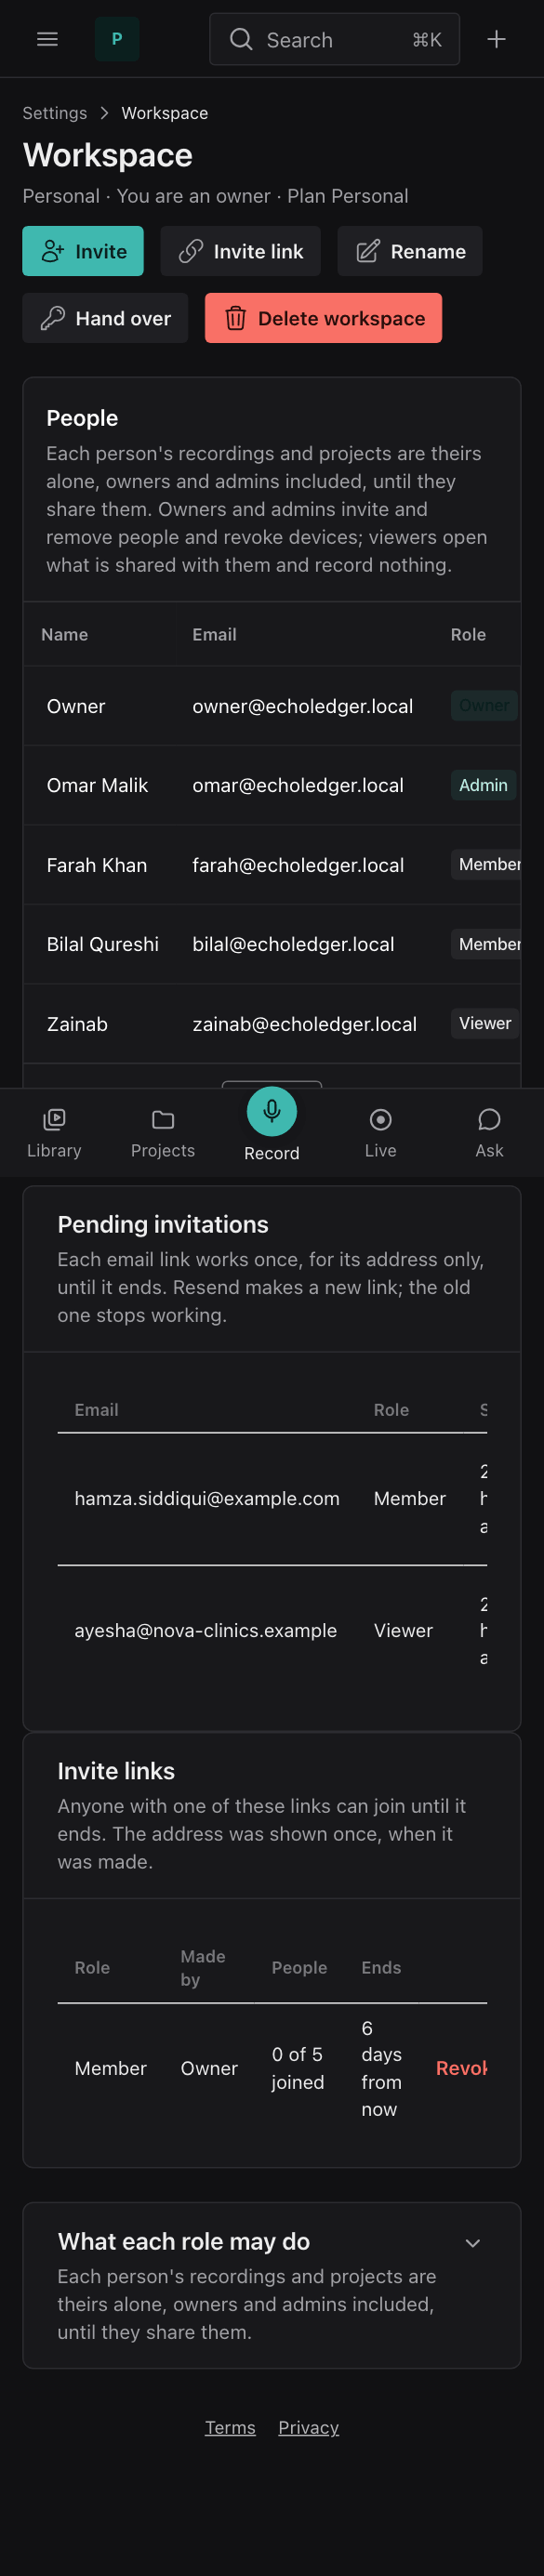 P
Search ⌘K
Settings > Workspace
Workspace
Personal · You are an owner · Plan Personal
Invite
Invite link
Rename
Hand over
Delete workspace
People
Each person's recordings and projects are theirs
alone, owners and admins included, until they
share them. Owners and admins invite and
remove people and revoke devices; viewers open
what is shared with them and record nothing.
Name Email Role
Owner owner@echoledger.local Owner
Omar Malik omar@echoledger.local Admin
Farah Khan farah@echoledger.local Member
Bilal Qureshi bilal@echoledger.local Member
Zainab zainab@echoledger.local Viewer
Library Projects Record Live Ask
Pending invitations
Each email link works once, for its address only,
until it ends. Resend makes a new link; the old
one stops working.
Email Role S
2
hamza.siddiqui@example.com Member h
a
2
ayesha@nova-clinics.example Viewer h
a
Invite links
Anyone with one of these links can join until it
ends. The address was shown once, when it
was made.
Role Made by People Ends
Member Owner 0 of 5 joined 6 days from now Revok
What each role may do
Each person's recordings and projects are
theirs alone, owners and admins included,
until they share them.
Terms Privacy